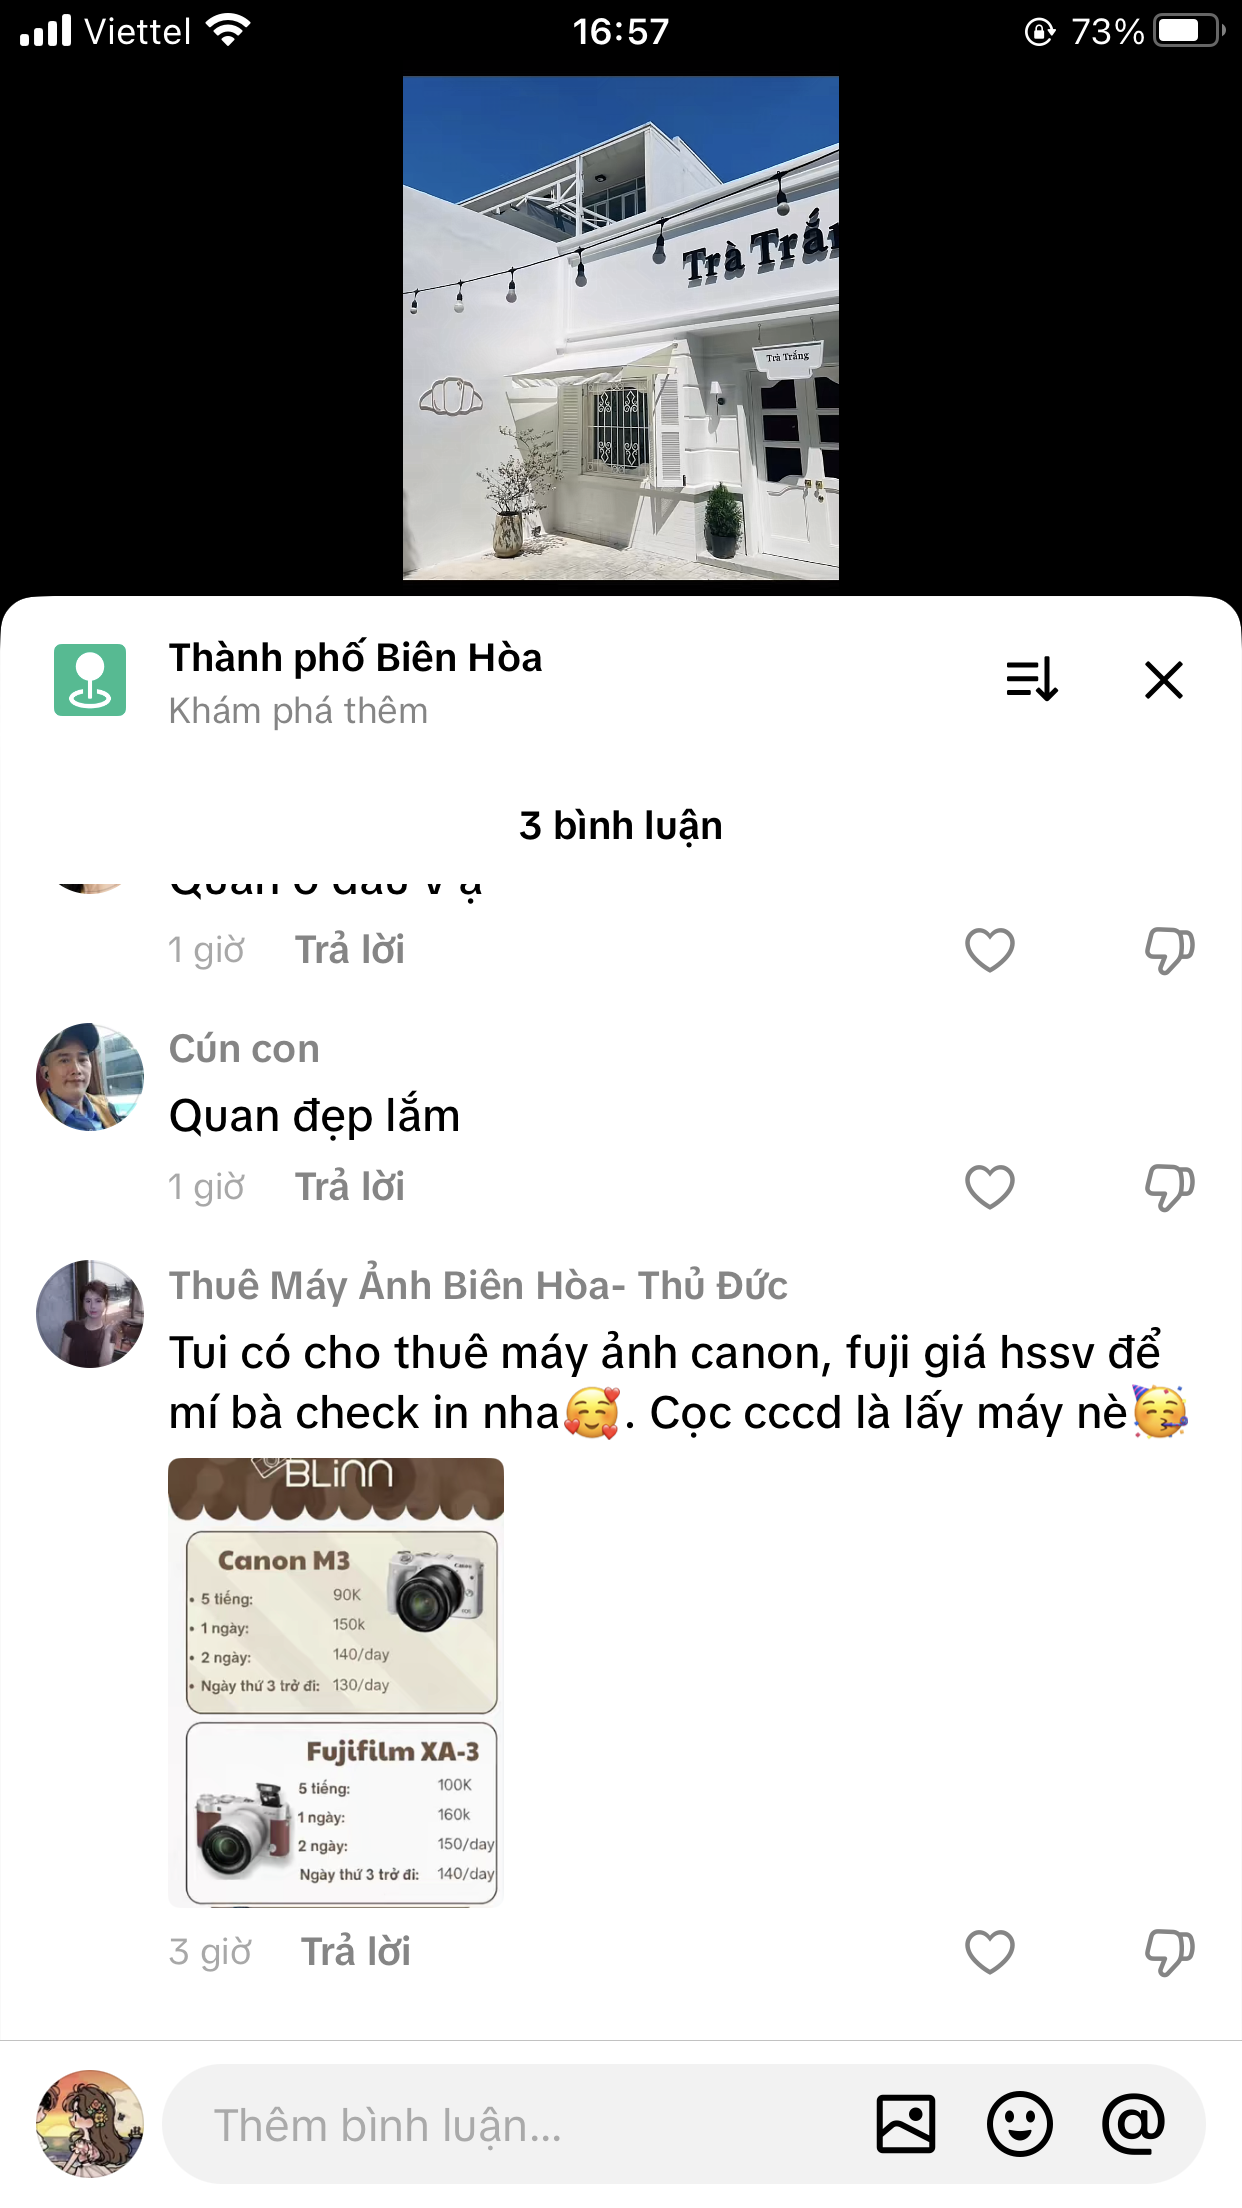 Viettel
16:57
73%
Trà Trắn
Trà Trắng
Thành phố Biên Hòa
Khám phá thêm
3 bình luận
Quán ở đâu v ạ
1 giờ Trả lời
Cún con
Quan đẹp lắm
1 giờ Trả lời
Thuê Máy Ảnh Biên Hòa- Thủ Đức
Tui có cho thuê máy ảnh canon, fuji giá hssv để
mí bà check in nha🥰. Cọc cccd là lấy máy nè🥳
BLinn
Canon M3
• 5 tiếng: 90K
• 1 ngày: 150k
• 2 ngày: 140/day
• Ngày thứ 3 trở đi: 130/day
Fujifilm XA-3
5 tiếng: 100K
1 ngày: 160k
2 ngày: 150/day
Ngày thứ 3 trở đi: 140/day
3 giờ Trả lời
Thêm bình luận...